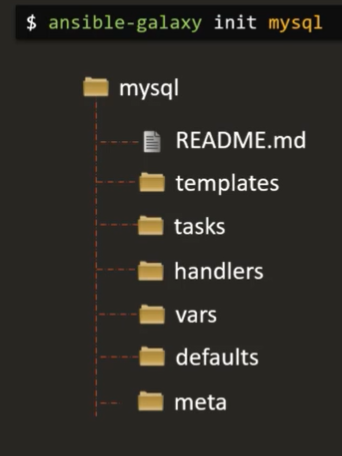 $ ansible-galaxy init mysql
mysql
README.md
templates
tasks
handlers
vars
defaults
meta